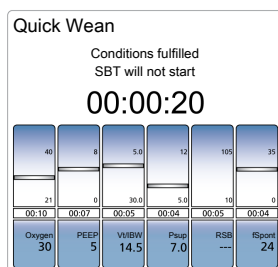 Quick Wean
Conditions fulfilled
SBT will not start
00:00:20
40 8 5.0 12 105 35
21 0 30.0 5.0 10 0
00:10 00:07 00:05 00:04 00:05 00:04
Oxygen PEEP Vt/IBW Psup RSB fSpont
30 5 14.5 7.0 --- 24